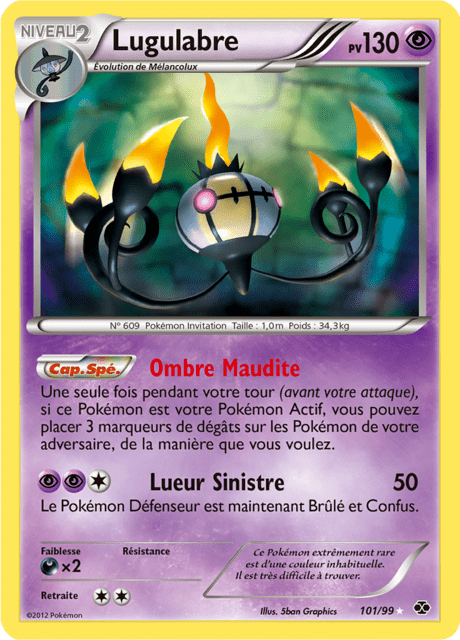 NIVEAU2
Lugulabre
PV130
Évolution de Mélancolux
N° 609 Pokémon Invitation Taille : 1,0m Poids : 34,3kg
Cap. Spé. Ombre Maudite
Une seule fois pendant votre tour (avant votre attaque),
si ce Pokémon est votre Pokémon Actif, vous pouvez
placer 3 marqueurs de dégâts sur les Pokémon de votre
adversaire, de la manière que vous voulez.
Lueur Sinistre 50
Le Pokémon Défenseur est maintenant Brûlé et Confus.
Faiblesse Résistance
×2
Retraite
Ce Pokémon extrêmement rare
est d'une couleur inhabituelle.
Il est très difficile à trouver.
©2012 Pokémon Illus. 5ban Graphics 101/99